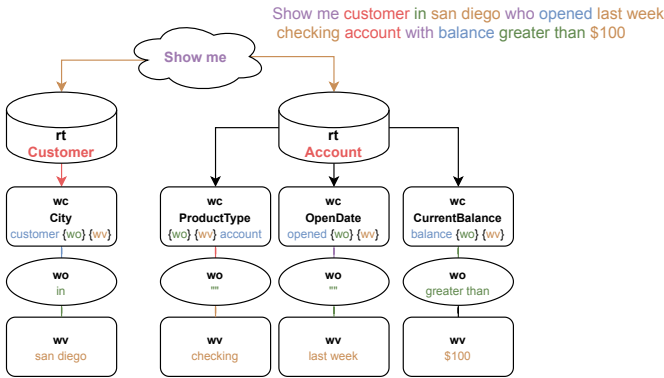 Show me customer in san diego who opened last week
checking account with balance greater than $100
Show me
rt
Customer
rt
Account
wc
City
customer {wo} {wv}
wc
ProductType
{wo} {wv} account
wc
OpenDate
opened {wo} {wv}
wc
CurrentBalance
balance {wo} {wv}
wo
in
wo
""
wo
""
wo
greater than
wv
san diego
wv
checking
wv
last week
wv
$100